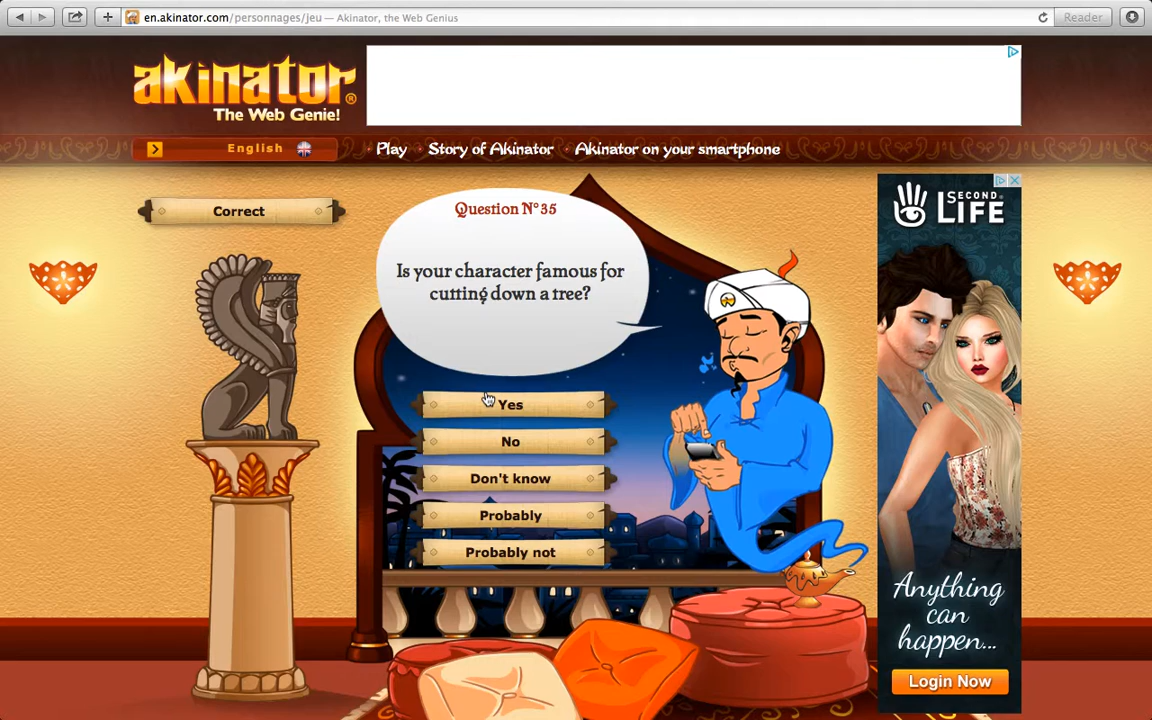 en.akinator.com/personnages/jeu — Akinator, the Web Genius
Reader
akinator®
The Web Genie!
English
Play
Story of Akinator
Akinator on your smartphone
Correct
Question N°35
Is your character famous for
cutting down a tree?
Yes
No
Don't know
Probably
Probably not
SECOND
LIFE
Anything
can
happen...
Login Now